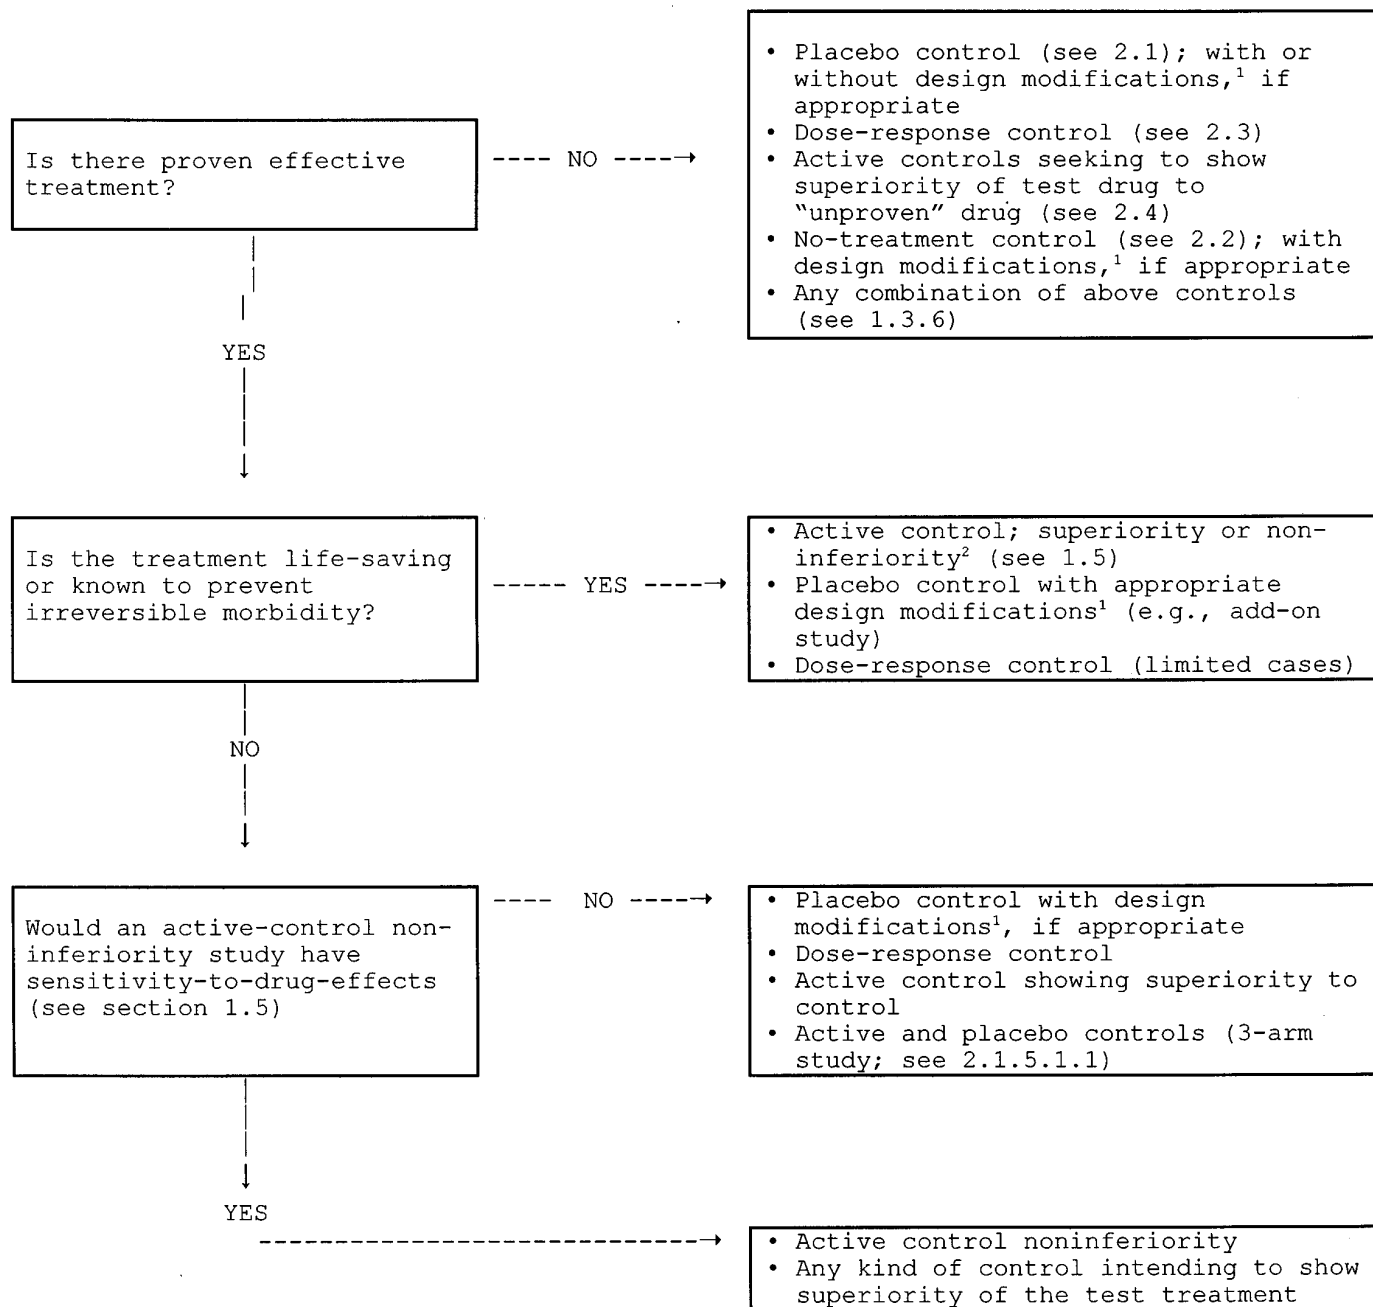 Is there proven effective
treatment?
---- NO ----→
• Placebo control (see 2.1); with or
without design modifications,¹ if
appropriate
• Dose-response control (see 2.3)
• Active controls seeking to show
superiority of test drug to
“unproven” drug (see 2.4)
• No-treatment control (see 2.2); with
design modifications,¹ if appropriate
• Any combination of above controls
(see 1.3.6)
YES
Is the treatment life-saving
or known to prevent
irreversible morbidity?
----- YES ----→
• Active control; superiority or non-
inferiority² (see 1.5)
• Placebo control with appropriate
design modifications¹ (e.g., add-on
study)
• Dose-response control (limited cases)
NO
Would an active-control non-
inferiority study have
sensitivity-to-drug-effects
(see section 1.5)
---- NO ----→
• Placebo control with design
modifications¹, if appropriate
• Dose-response control
• Active control showing superiority to
control
• Active and placebo controls (3-arm
study; see 2.1.5.1.1)
YES
• Active control noninferiority
• Any kind of control intending to show
superiority of the test treatment